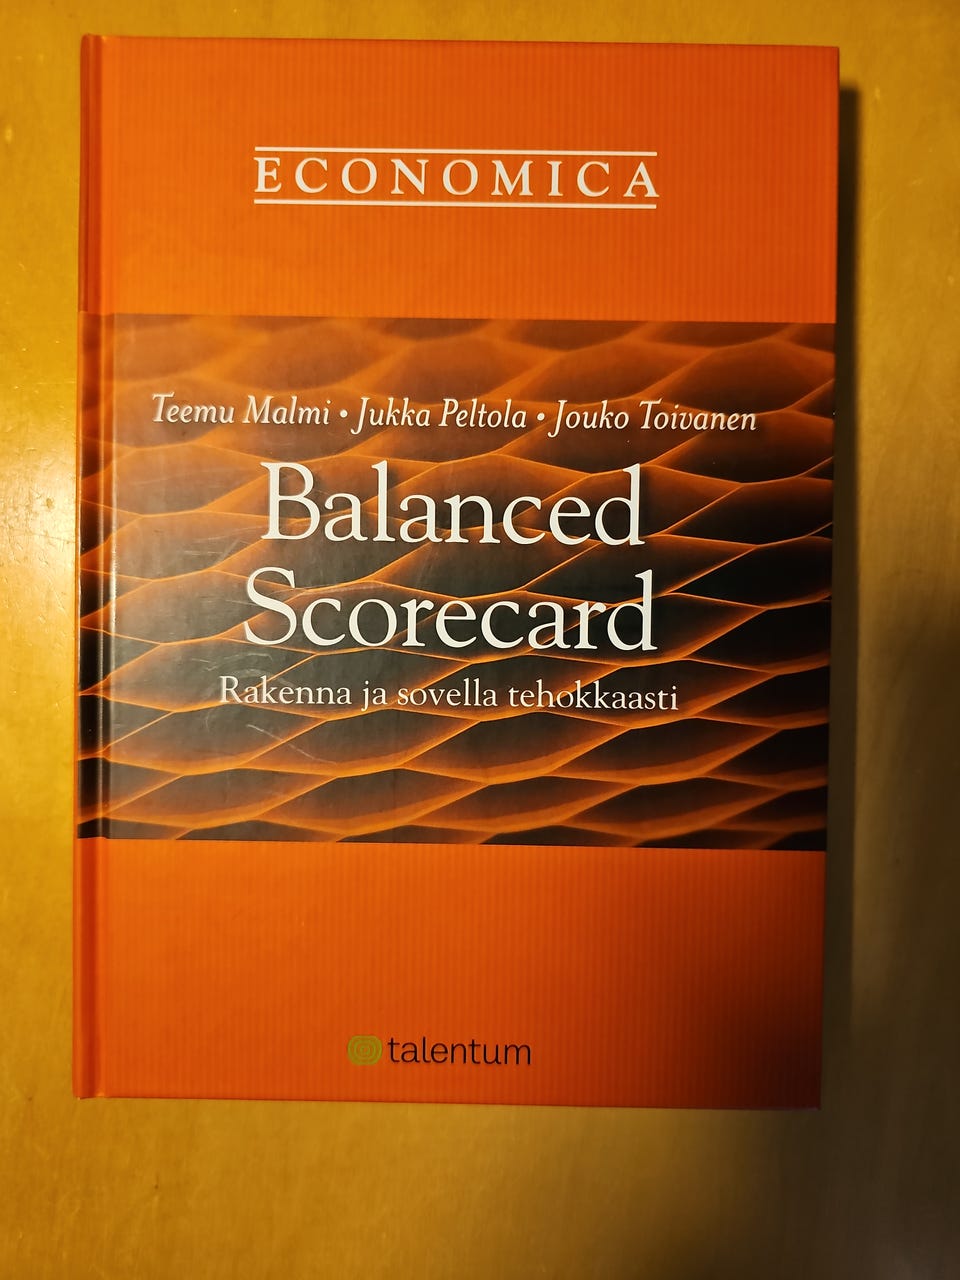 ECONOMICA
Teemu Malmi • Jukka Peltola • Jouko Toivanen
Balanced
Scorecard
Rakenna ja sovella tehokkaasti
talentum